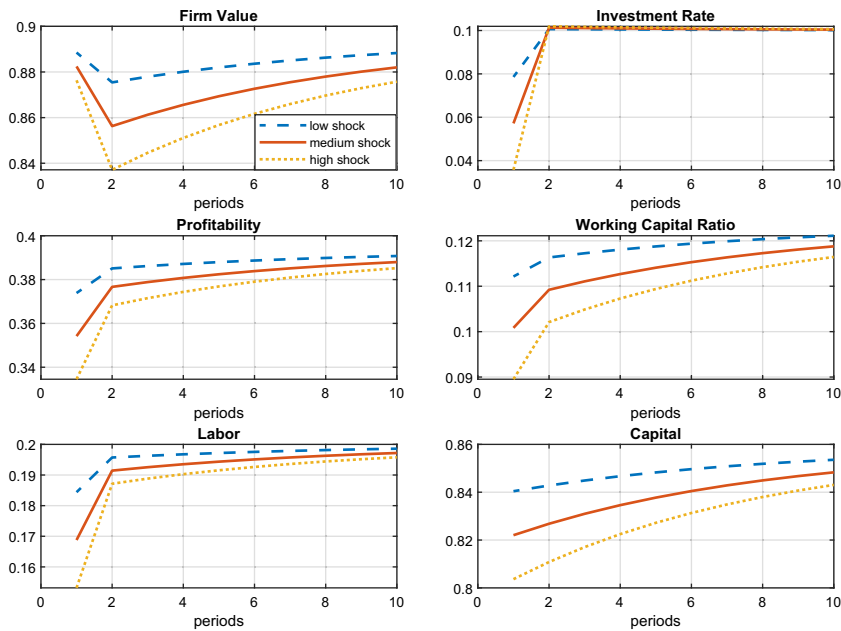 Firm Value
0.9
0.88
0.86
0.84
low shock
medium shock
high shock
0 2 4 6 8 10
periods
Investment Rate
0.1
0.08
0.06
0.04
0 2 4 6 8 10
periods
Profitability
0.4
0.38
0.36
0.34
0 2 4 6 8 10
periods
Working Capital Ratio
0.12
0.11
0.1
0.09
0 2 4 6 8 10
periods
Labor
0.2
0.19
0.18
0.17
0.16
0 2 4 6 8 10
periods
Capital
0.86
0.84
0.82
0.8
0 2 4 6 8 10
periods